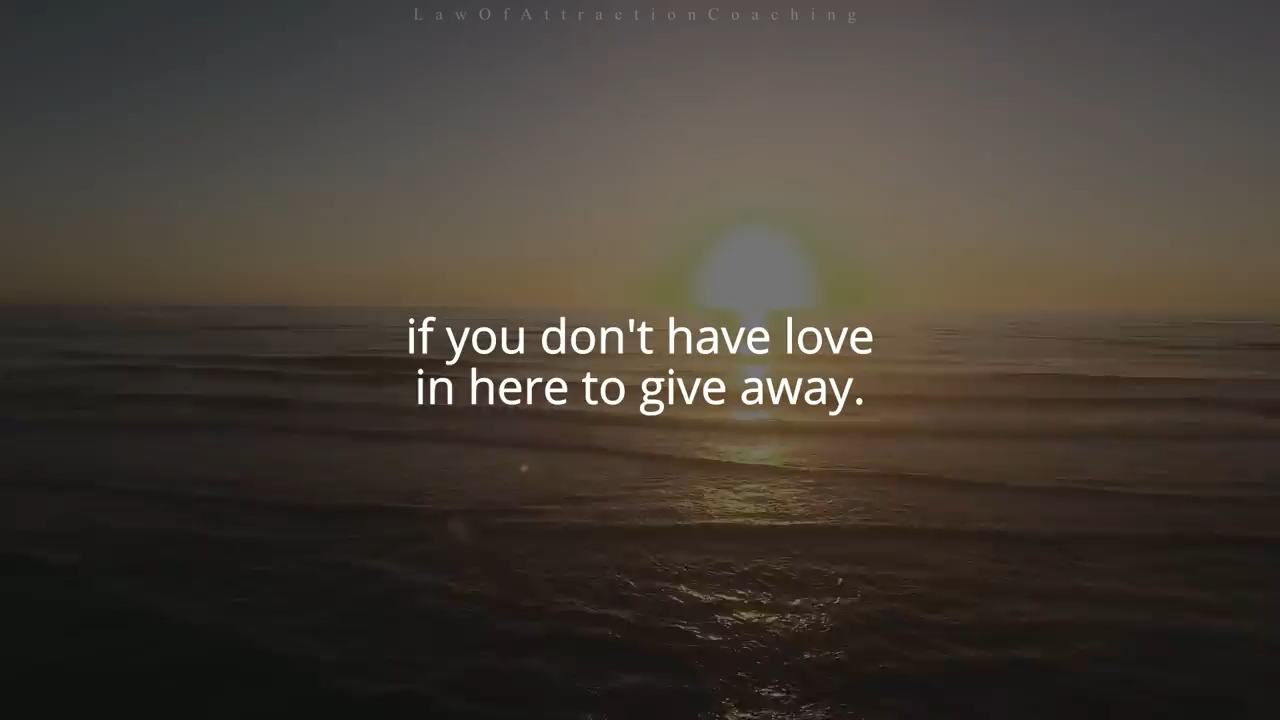 LawOfAttractionCoaching
if you don't have love
in here to give away.